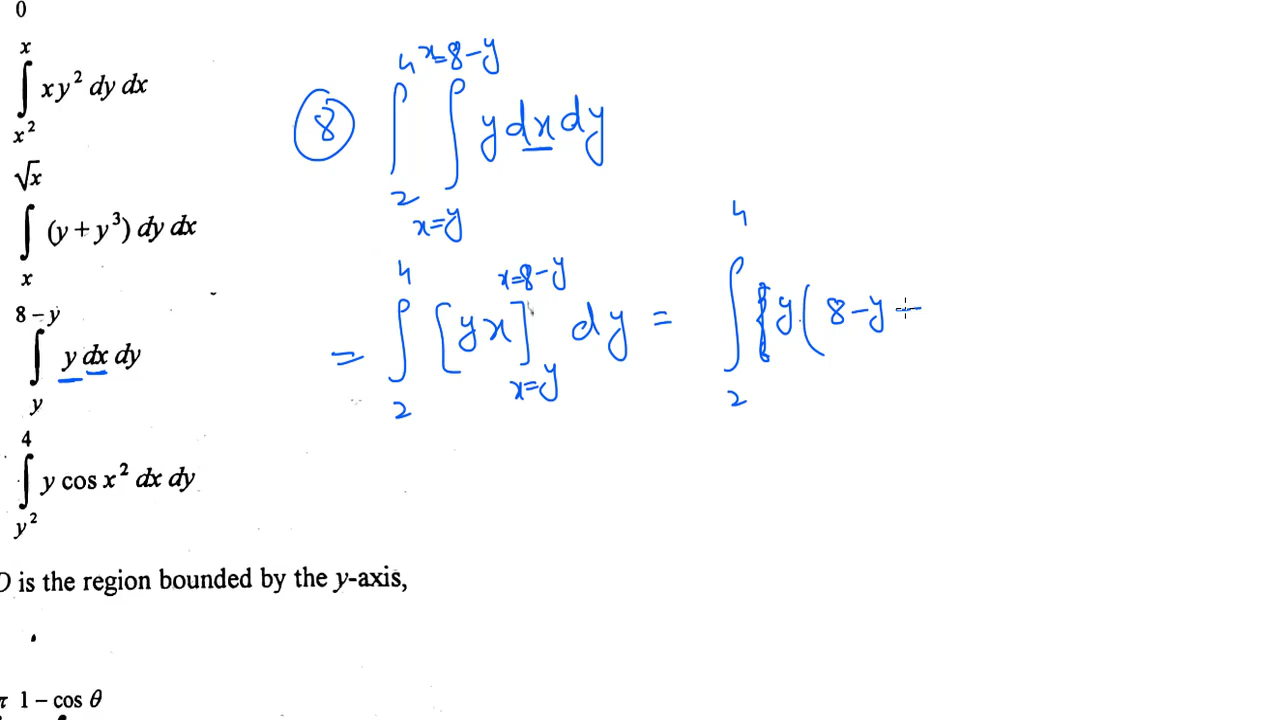 0
∫_{x²}^{x} xy² dy dx
∫_{x}^{√x} (y + y³) dy dx
∫_{y}^{8-y} y dx dy
∫_{y²}^{4} y cos x² dx dy
D is the region bounded by the y-axis,
π 1 - cos θ
⑧ ∫_{2}^{4} ∫_{x=y}^{x=8-y} y dx dy
= ∫_{2}^{4} [yx]_{x=y}^{x=8-y} dy = ∫_{2}^{4} {y(8-y